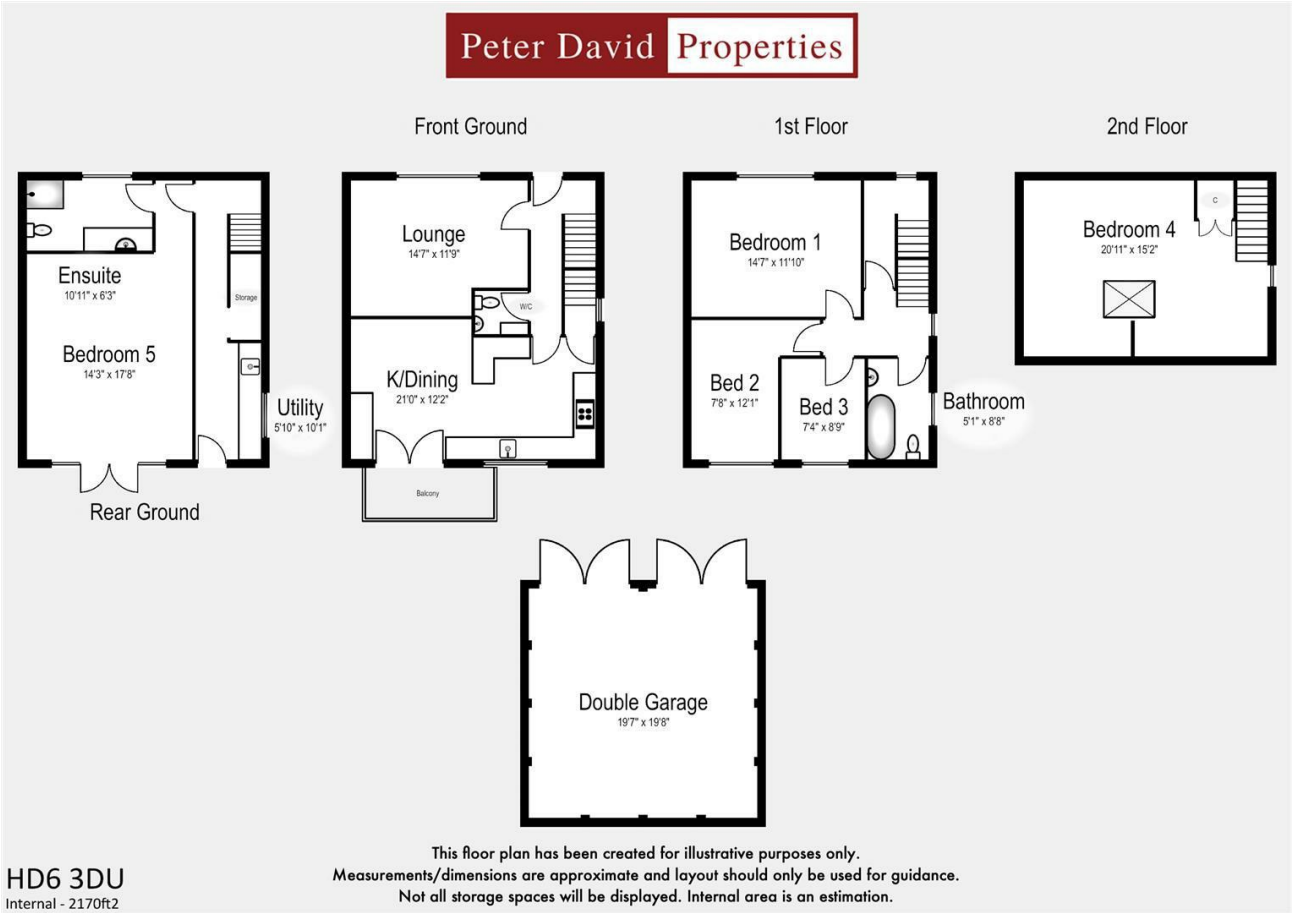 Peter David Properties
Front Ground
1st Floor
2nd Floor
Ensuite
10'11" x 6'3"
Storage
Bedroom 5
14'3" x 17'8"
Utility
5'10" x 10'1"
Rear Ground
Lounge
14'7" x 11'9"
W/C
K/Dining
21'0" x 12'2"
Balcony
Bedroom 1
14'7" x 11'10"
Bed 2
7'8" x 12'1"
Bed 3
7'4" x 8'9"
Bathroom
5'1" x 8'8"
Bedroom 4
20'11" x 15'2"
C
Double Garage
19'7" x 19'8"
This floor plan has been created for illustrative purposes only.
Measurements/dimensions are approximate and layout should only be used for guidance.
Not all storage spaces will be displayed. Internal area is an estimation.
HD6 3DU
Internal - 2170ft2